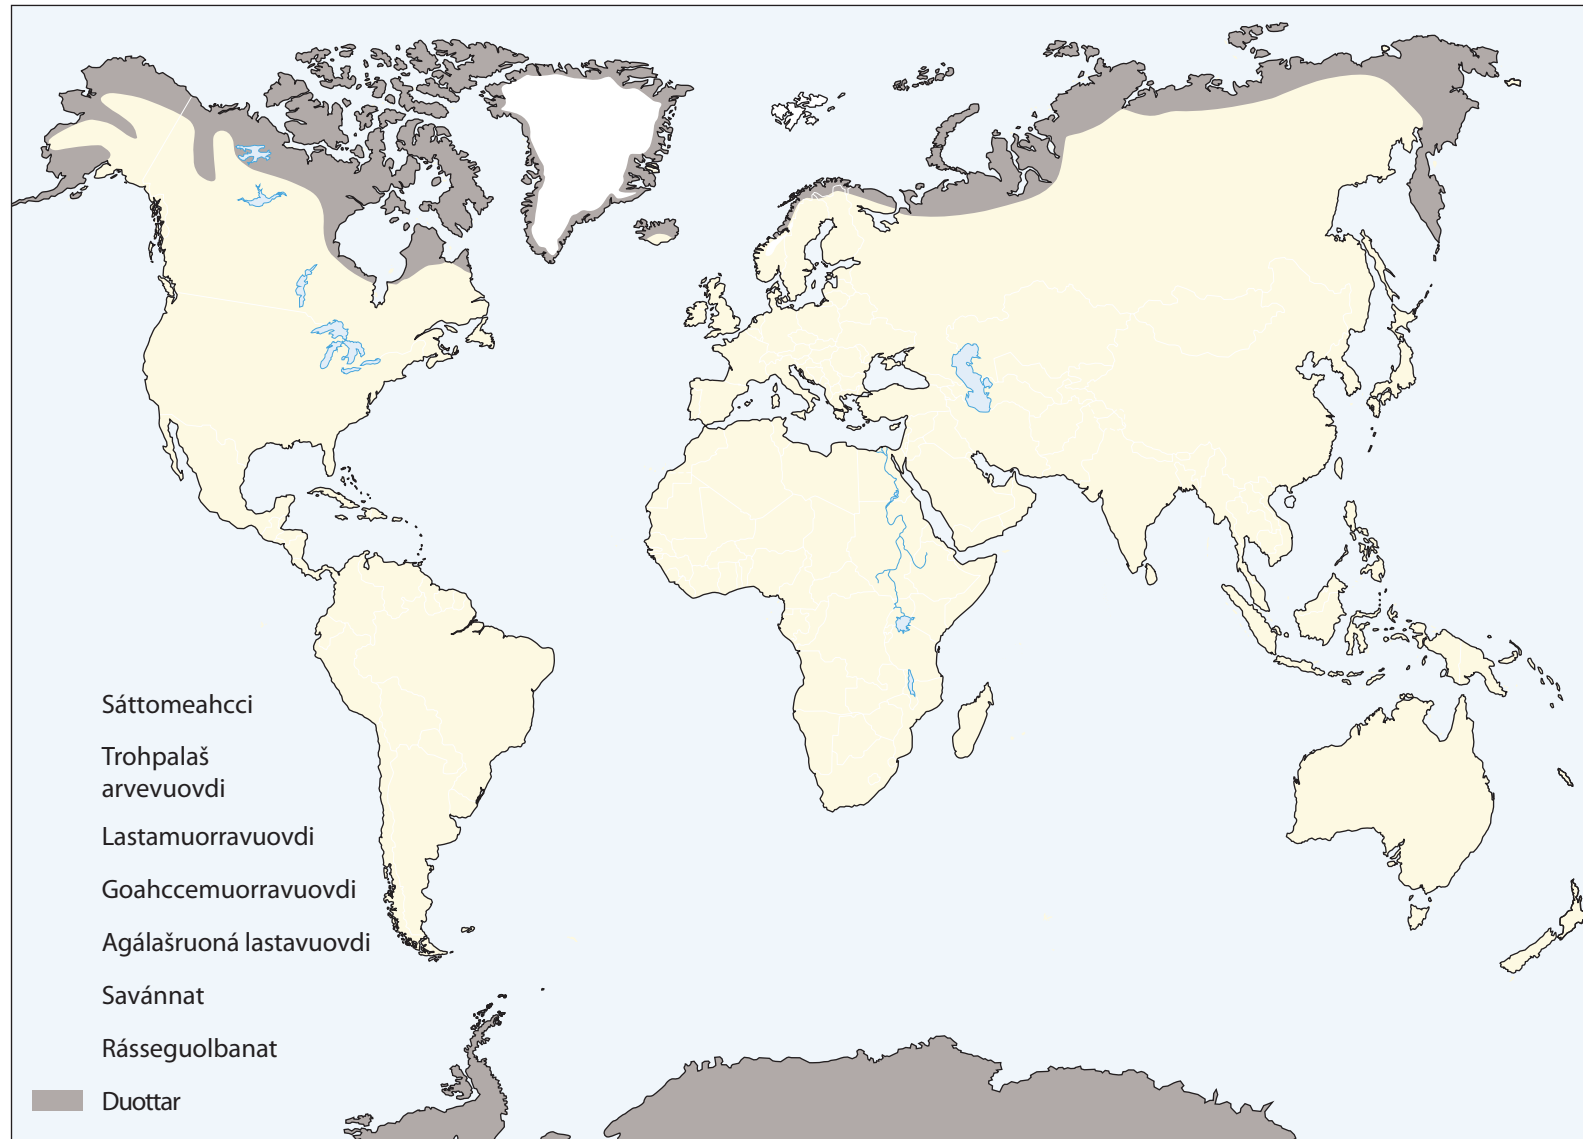 Sáttomeahcci
Trohpalaš
arvevuovdi
Lastamuorravuovdi
Goahccemuorravuovdi
Agálašruoná lastavuovdi
Savánnat
Rásseguolbanat
Duottar